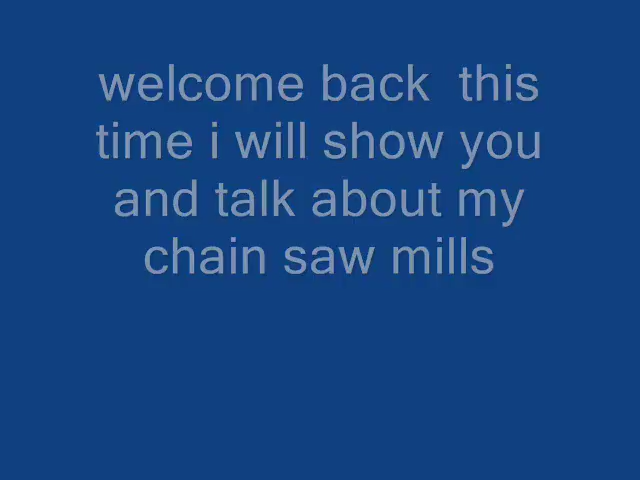 welcome back  this
time i will show you
and talk about my
chain saw mills